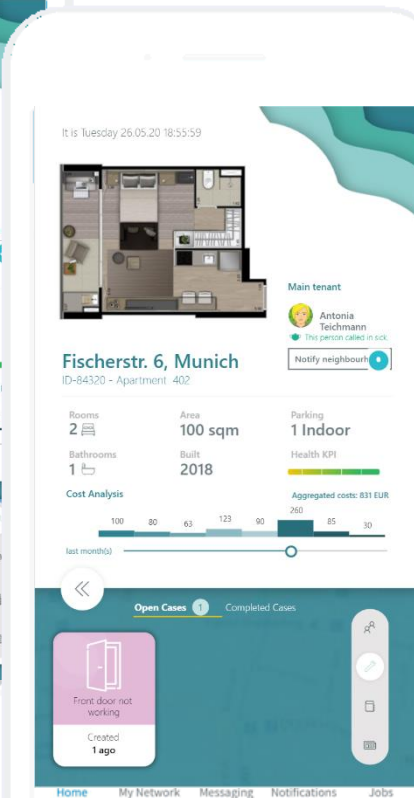 It is Tuesday 26.05.20 18:55:59
Main tenant
Antonia
Teichmann
This person called in sick.
Notify neighbourh
Fischerstr. 6, Munich
ID-84320 - Apartment 402
Rooms
2
Area
100 sqm
Parking
1 Indoor
Bathrooms
1
Built
2018
Health KPI
Cost Analysis
Aggregated costs: 831 EUR
100 80 63 123 90 260 85 30
last month(s)
Open Cases 1 Completed Cases
Front door not
working
Created
1 ago
Home My Network Messaging Notifications Jobs